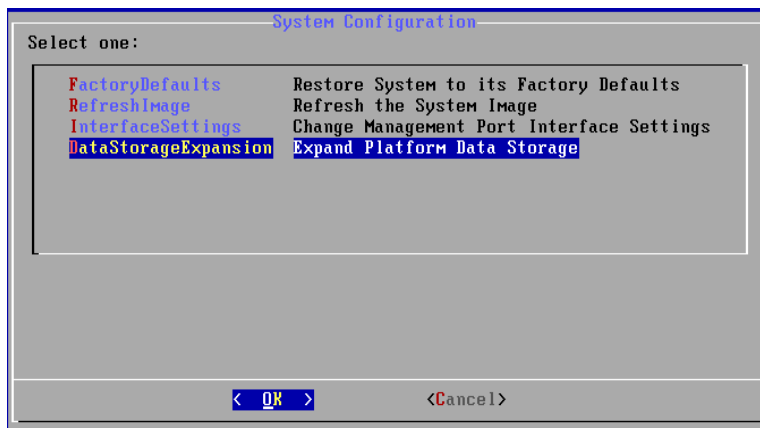 System Configuration
Select one:
FactoryDefaults Restore System to its Factory Defaults
RefreshImage Refresh the System Image
InterfaceSettings Change Management Port Interface Settings
DataStorageExpansion Expand Platform Data Storage
< OK > <Cancel>